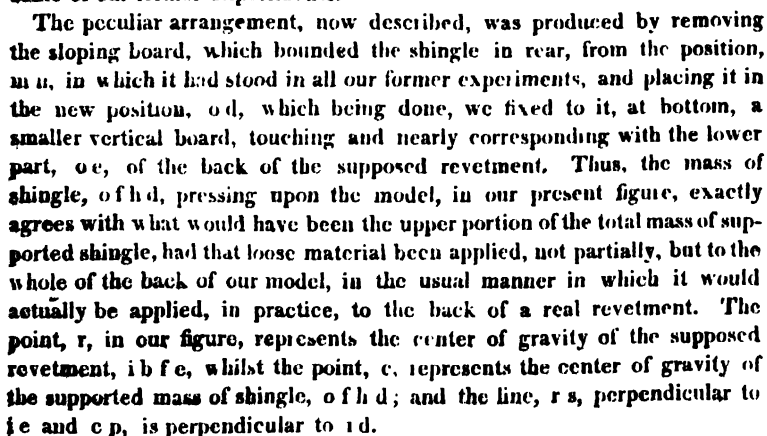 The peculiar arrangement, now described, was produced by removing
the sloping board, which bounded the shingle in rear, from the position,
m n, in which it had stood in all our former experiments, and placing it in
the new position, o d, which being done, we fixed to it, at bottom, a
smaller vertical board, touching and nearly corresponding with the lower
part, o e, of the back of the supposed revetment. Thus, the mass of
shingle, o f h d, pressing upon the model, in our present figure, exactly
agrees with what would have been the upper portion of the total mass of sup-
ported shingle, had that loose material been applied, not partially, but to the
whole of the back of our model, in the usual manner in which it would
actually be applied, in practice, to the back of a real revetment. The
point, r, in our figure, represents the center of gravity of the supposed
revetment, i b f e, whilst the point, c, represents the center of gravity of
the supported mass of shingle, o f h d; and the line, r s, perpendicular to
i e and c p, is perpendicular to i d.